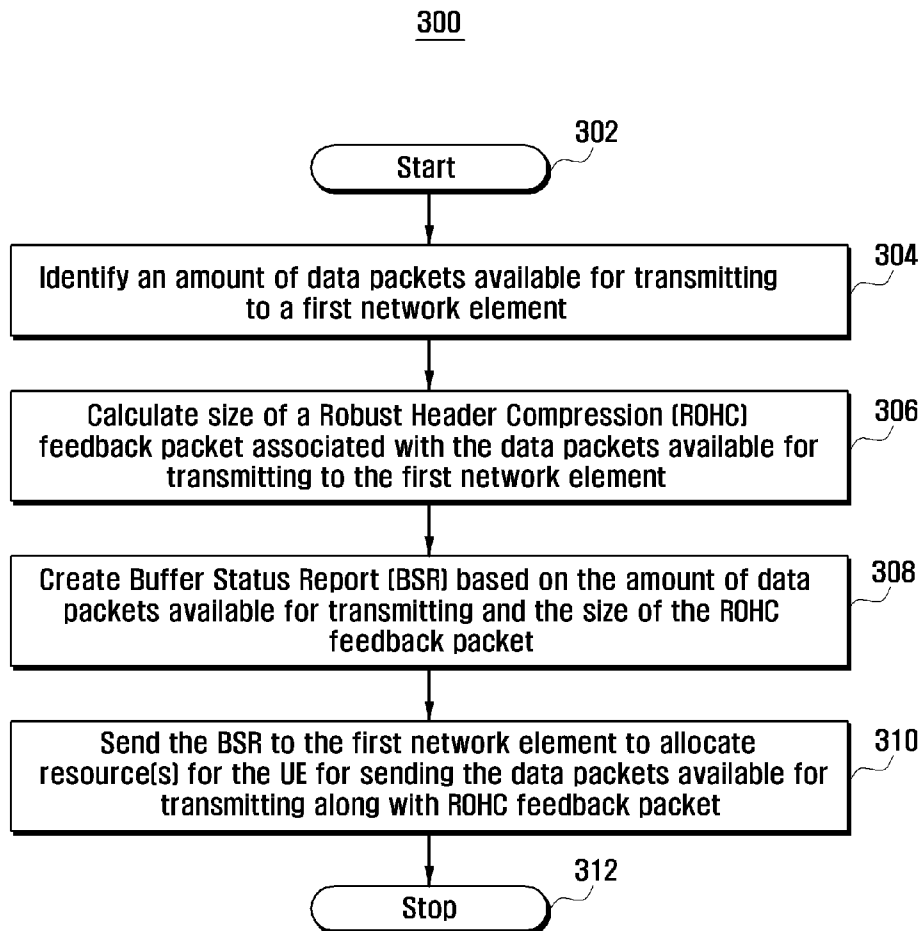 300
302
Start
304
Identify an amount of data packets available for transmitting
to a first network element
306
Calculate size of a Robust Header Compression (ROHC)
feedback packet associated with the data packets available for
transmitting to the first network element
308
Create Buffer Status Report (BSR) based on the amount of data
packets available for transmitting and the size of the ROHC
feedback packet
310
Send the BSR to the first network element to allocate
resource(s) for the UE for sending the data packets available for
transmitting along with ROHC feedback packet
312
Stop